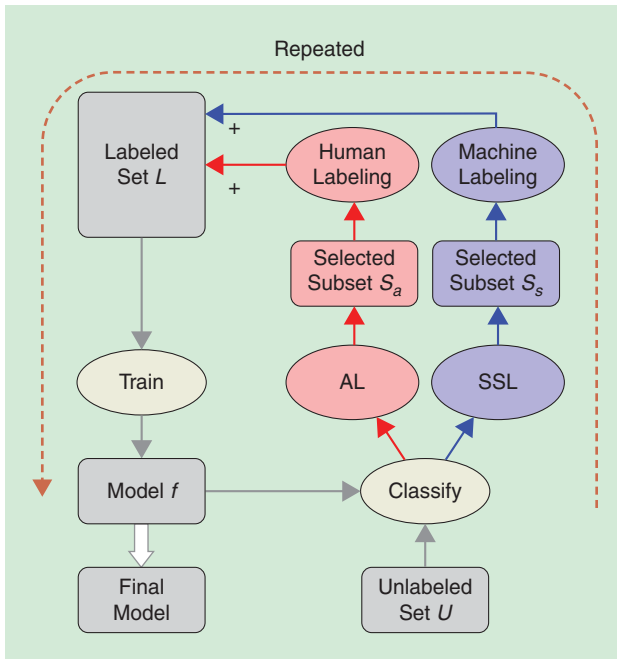 Repeated
Labeled
Set L
+
+
Human
Labeling
Machine
Labeling
Selected
Subset Sa
Selected
Subset Ss
Train
AL
SSL
Model f
Classify
Final
Model
Unlabeled
Set U